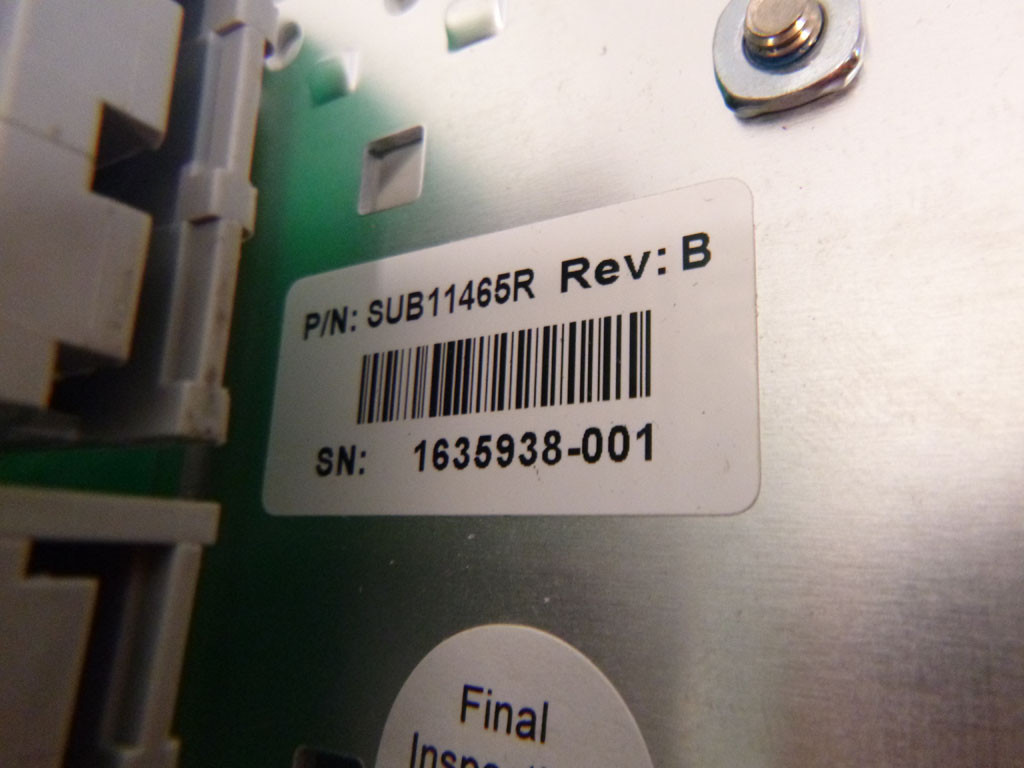 P/N: SUB11465R Rev: B
SN: 1635938-001
Final